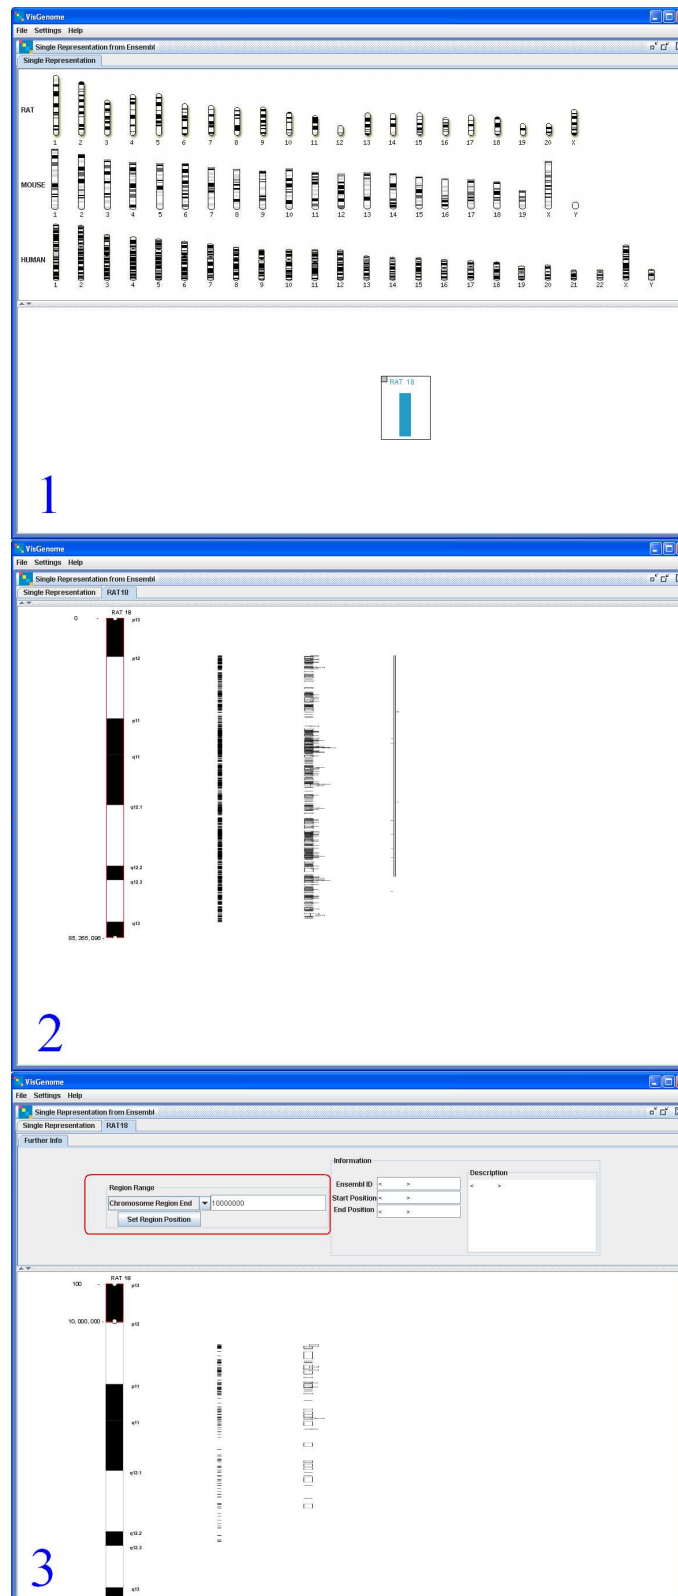 VisGenome
File Settings Help
Single Representation from Ensembl
Single Representation
RAT
1 2 3 4 5 6 7 8 9 10 11 12 13 14 15 16 17 18 19 20 X
MOUSE
1 2 3 4 5 6 7 8 9 10 11 12 13 14 15 16 17 18 19 X Y
HUMAN
1 2 3 4 5 6 7 8 9 10 11 12 13 14 15 16 17 18 19 20 21 22 X Y
RAT 18
1
VisGenome
File Settings Help
Single Representation from Ensembl
Single Representation RAT18
RAT 18
0 - p13
p12
p11
q11
q12.1
q12.2
q12.3
q13
2
VisGenome
File Settings Help
Single Representation from Ensembl
Single Representation RAT18
Further Info
Information
Region Range
Chromosome Region End 10000000
Set Region Position
Ensembl ID < >
Start Position < >
End Position < >
Description
< >
RAT 18
100 - p13
10,000,000 - p12
p11
q11
q12.1
q12.2
q12.3
q13
3